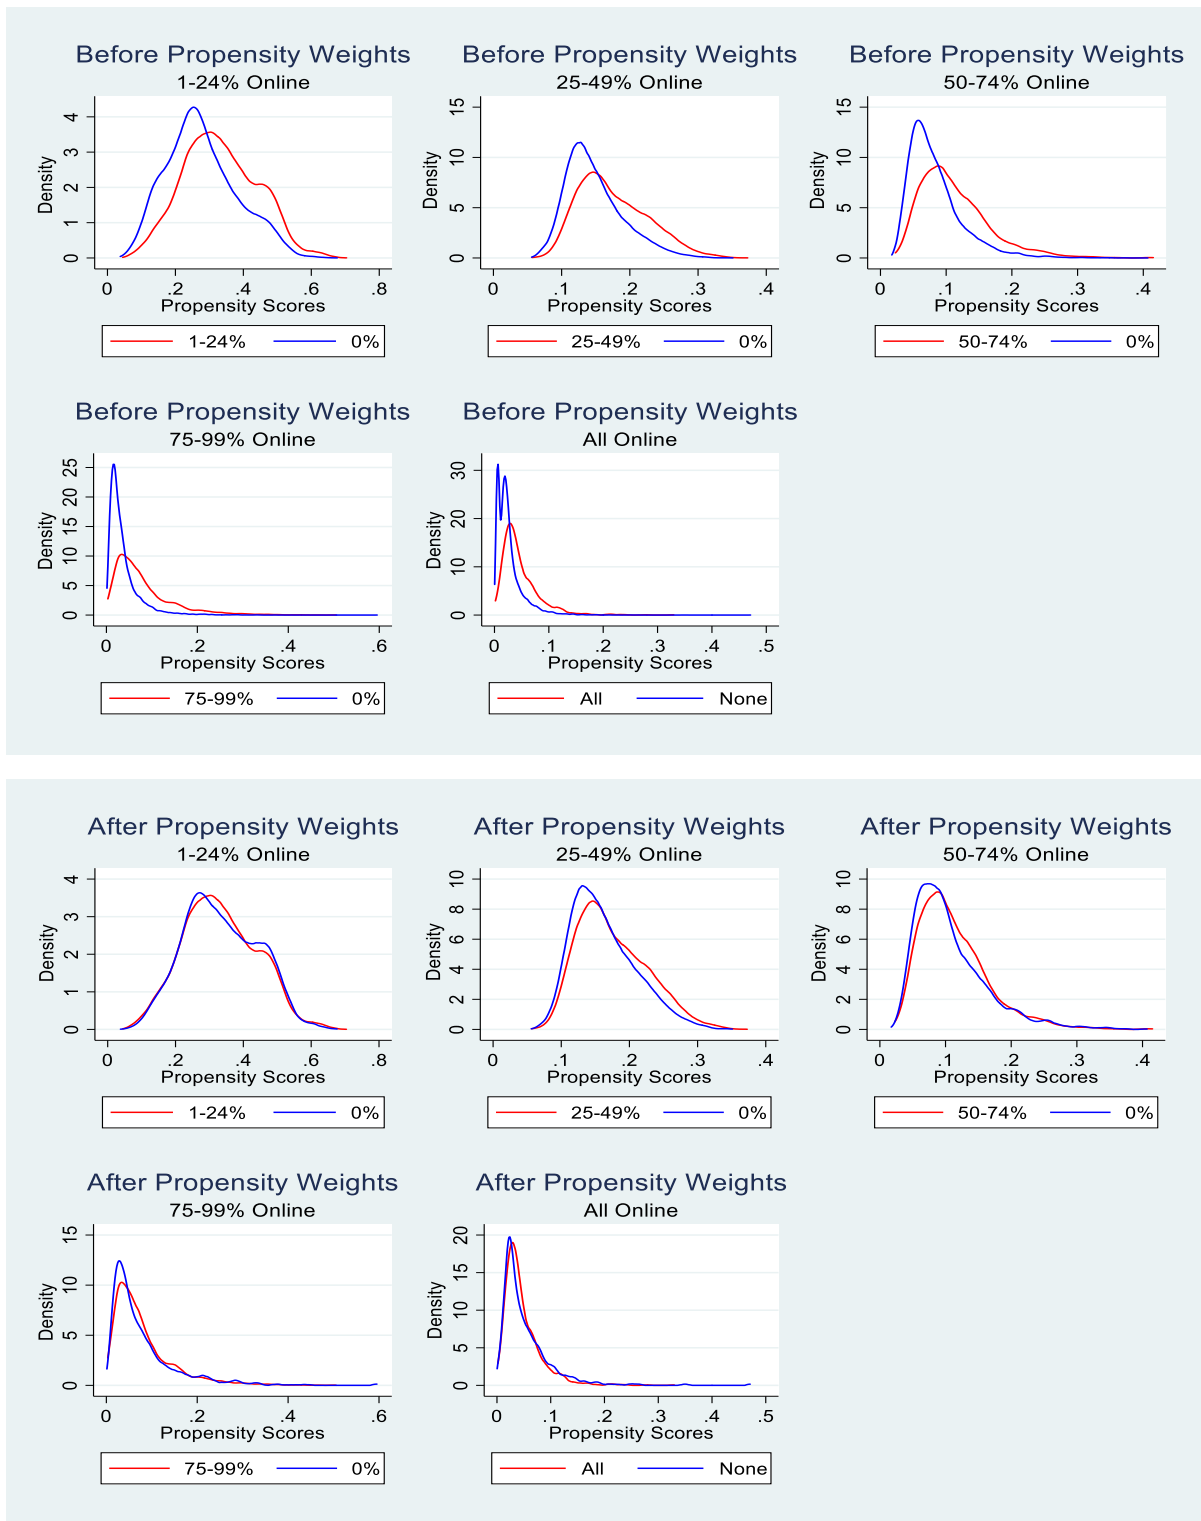 Before Propensity Weights
1-24% Online
Density
4
3
2
1
0
0 .2 .4 .6 .8
Propensity Scores
1-24% 0%
Before Propensity Weights
25-49% Online
Density
15
10
5
0
0 .1 .2 .3 .4
Propensity Scores
25-49% 0%
Before Propensity Weights
50-74% Online
Density
15
10
5
0
0 .1 .2 .3 .4
Propensity Scores
50-74% 0%
Before Propensity Weights
75-99% Online
Density
25
20
15
10
5
0
0 .2 .4 .6
Propensity Scores
75-99% 0%
Before Propensity Weights
All Online
Density
30
20
10
0
0 .1 .2 .3 .4 .5
Propensity Scores
All None
After Propensity Weights
1-24% Online
Density
4
3
2
1
0
0 .2 .4 .6 .8
Propensity Scores
1-24% 0%
After Propensity Weights
25-49% Online
Density
10
8
6
4
2
0
0 .1 .2 .3 .4
Propensity Scores
25-49% 0%
After Propensity Weights
50-74% Online
Density
10
8
6
4
2
0
0 .1 .2 .3 .4
Propensity Scores
50-74% 0%
After Propensity Weights
75-99% Online
Density
15
10
5
0
0 .2 .4 .6
Propensity Scores
75-99% 0%
After Propensity Weights
All Online
Density
20
15
10
5
0
0 .1 .2 .3 .4 .5
Propensity Scores
All None